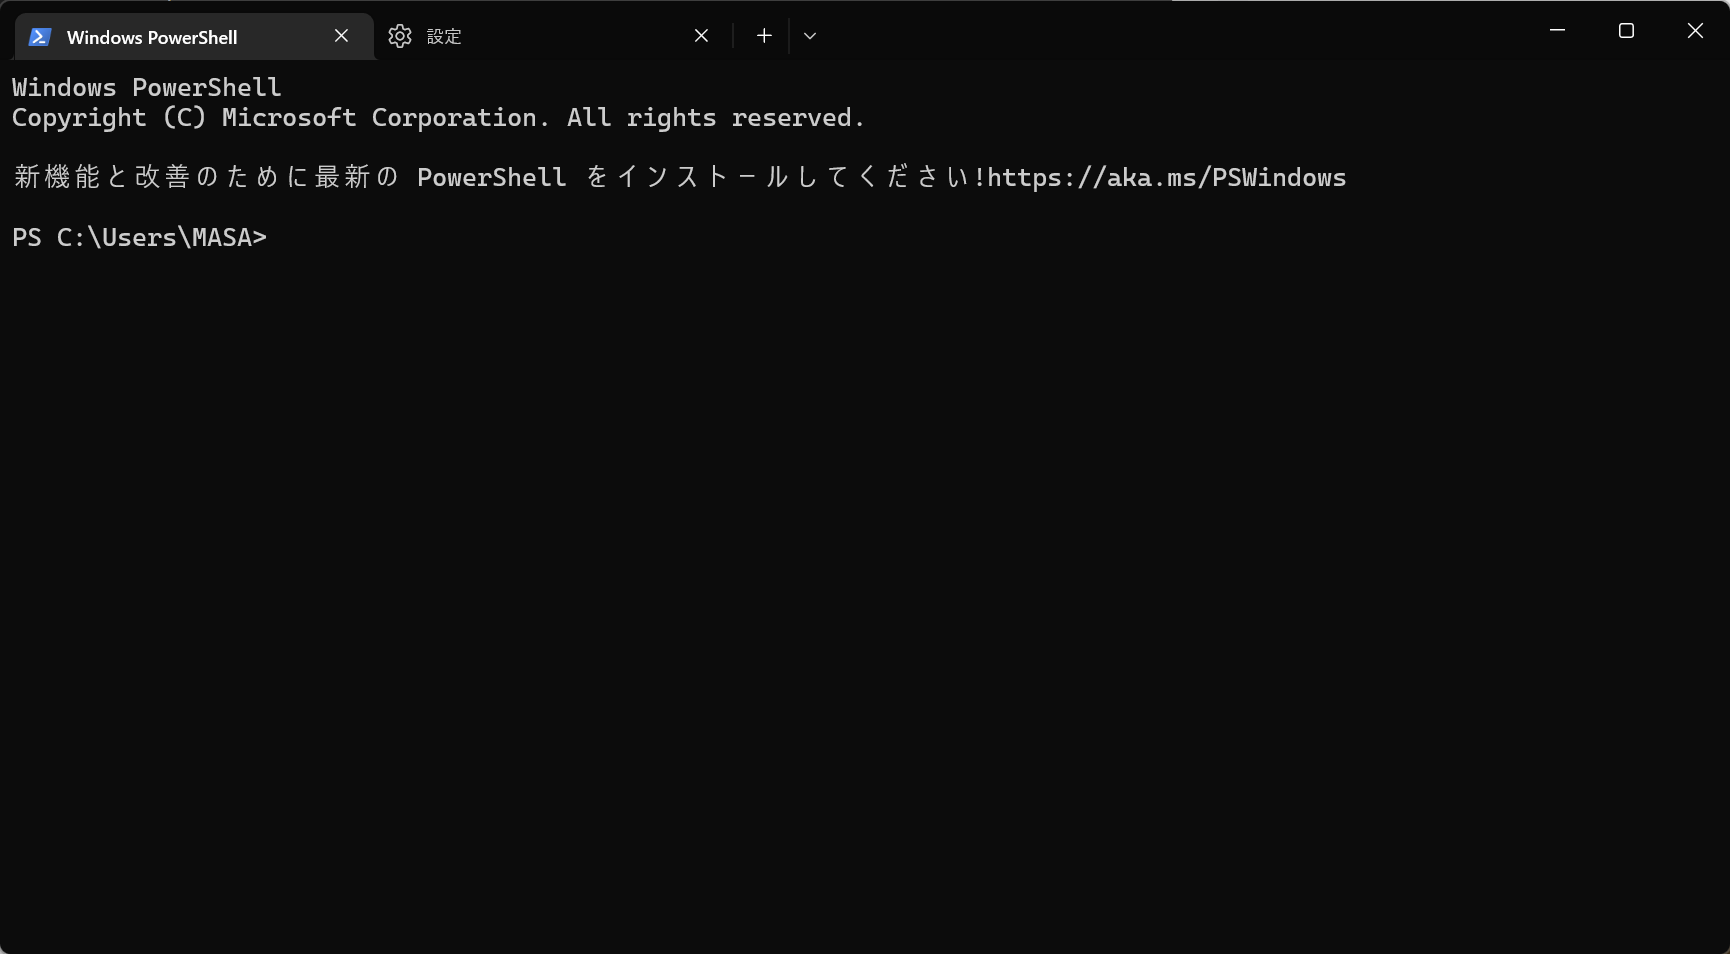 Windows PowerShell
設定
Windows PowerShell
Copyright (C) Microsoft Corporation. All rights reserved.
新機能と改善のために最新の PowerShell をインストールしてください!https://aka.ms/PSWindows
PS C:\Users\MASA>